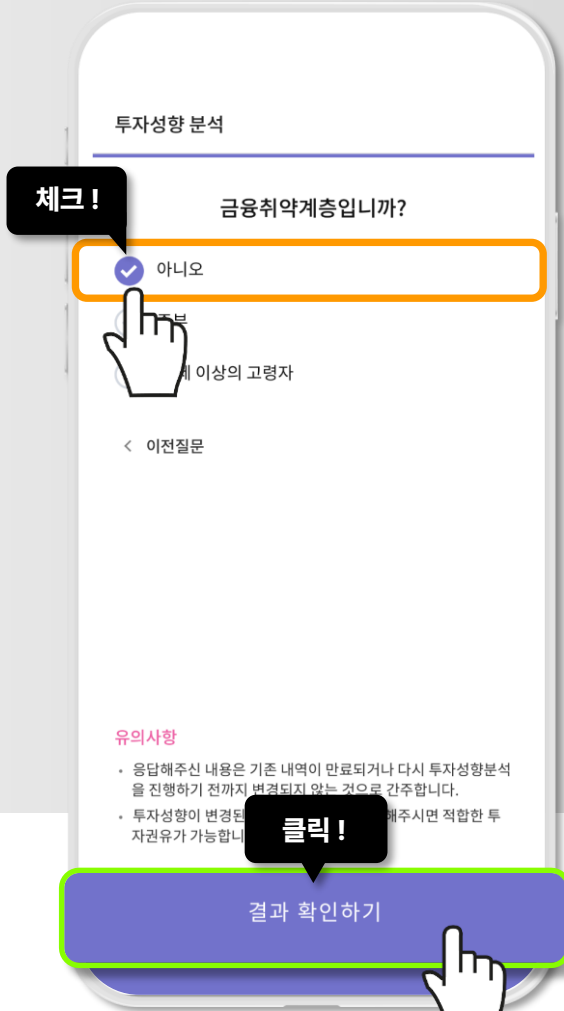 투자성향 분석
체크 !
금융취약계층입니까?
아니오
이상의 고령자
< 이전질문
유의사항
• 응답해주신 내용은 기존 내역이 만료되거나 다시 투자성향분석
을 진행하기 전까지 변경되지 않는 것으로 간주합니다.
• 투자성향이 변경된 해주시면 적합한 투
자권유가 가능합니
클릭 !
결과 확인하기